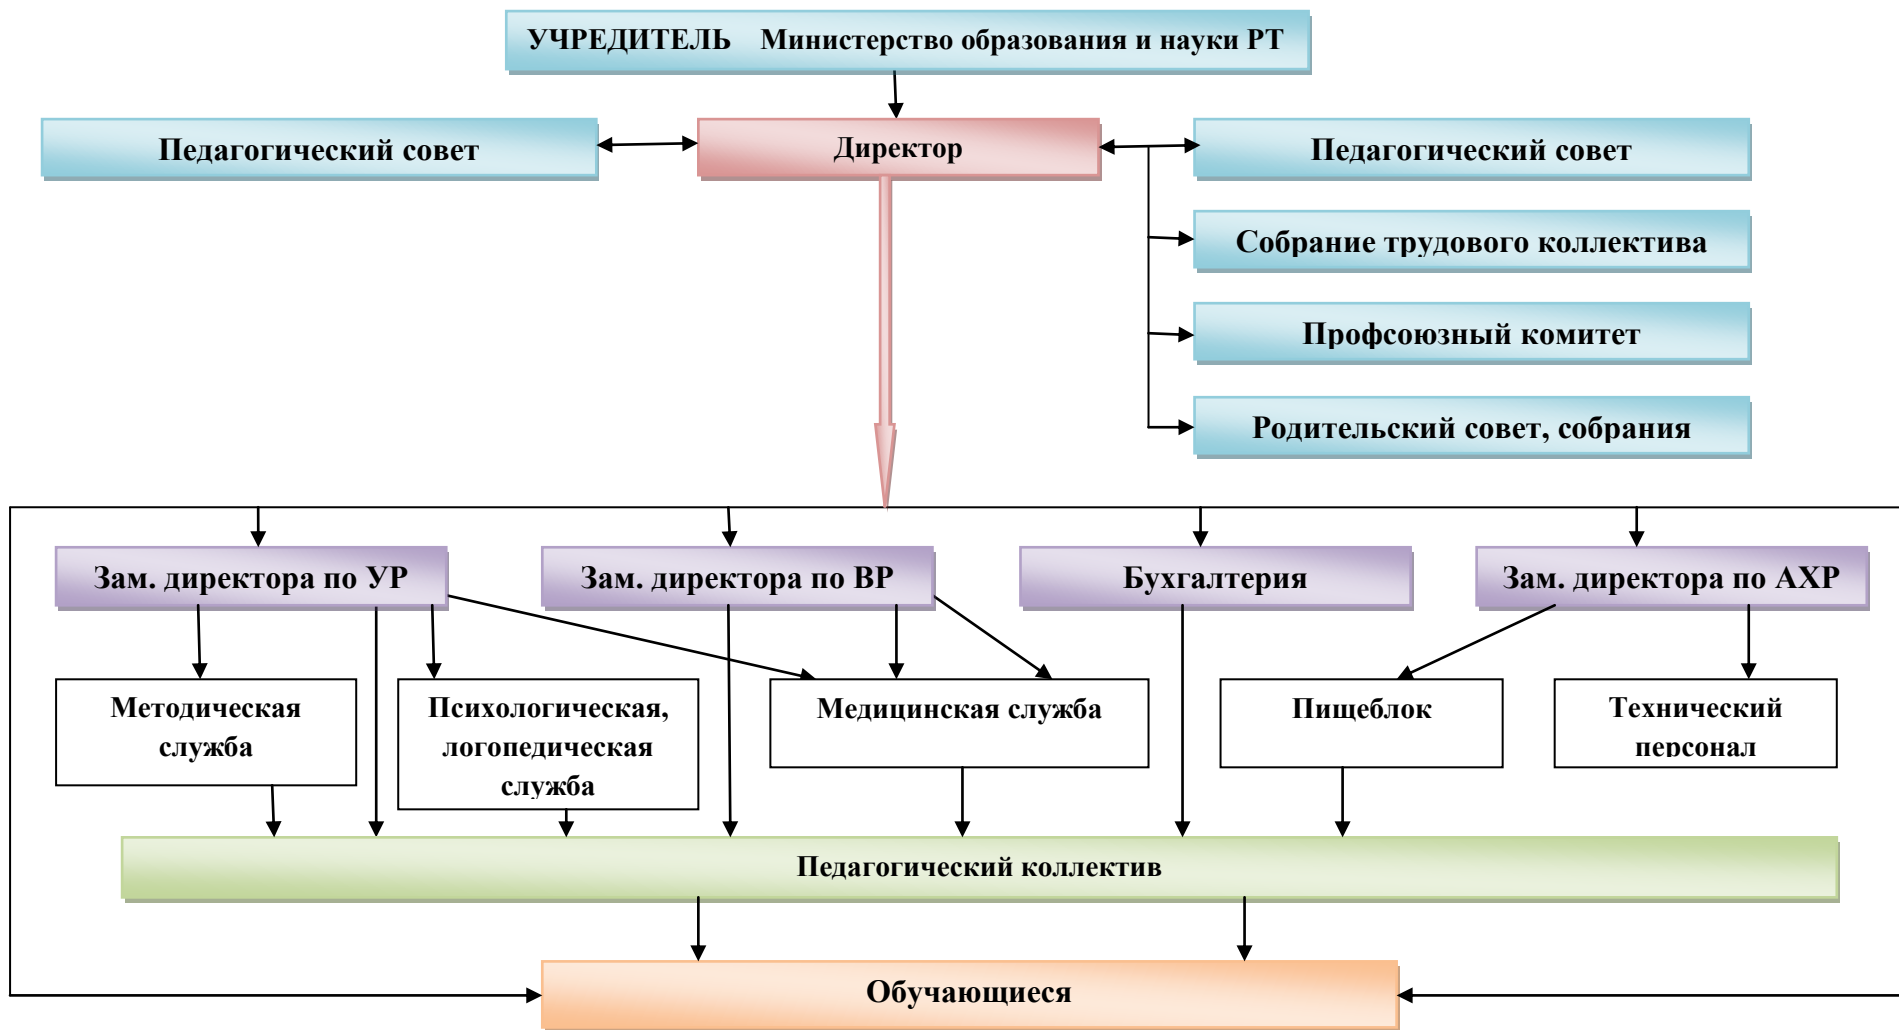 УЧРЕДИТЕЛЬ Министерство образования и науки РТ
Педагогический совет
Директор
Педагогический совет
Собрание трудового коллектива
Профсоюзный комитет
Родительский совет, собрания
Зам. директора по УР
Зам. директора по ВР
Бухгалтерия
Зам. директора по АХР
Методическая
служба
Психологическая,
логопедическая
служба
Медицинская служба
Пищеблок
Технический
персонал
Педагогический коллектив
Обучающиеся